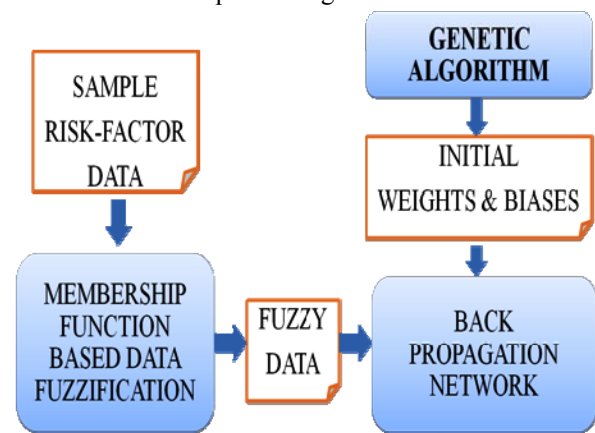 SAMPLE
RISK-FACTOR
DATA
GENETIC
ALGORITHM
INITIAL
WEIGHTS & BIASES
MEMBERSHIP
FUNCTION
BASED DATA
FUZZIFICATION
FUZZY
DATA
BACK
PROPAGATION
NETWORK